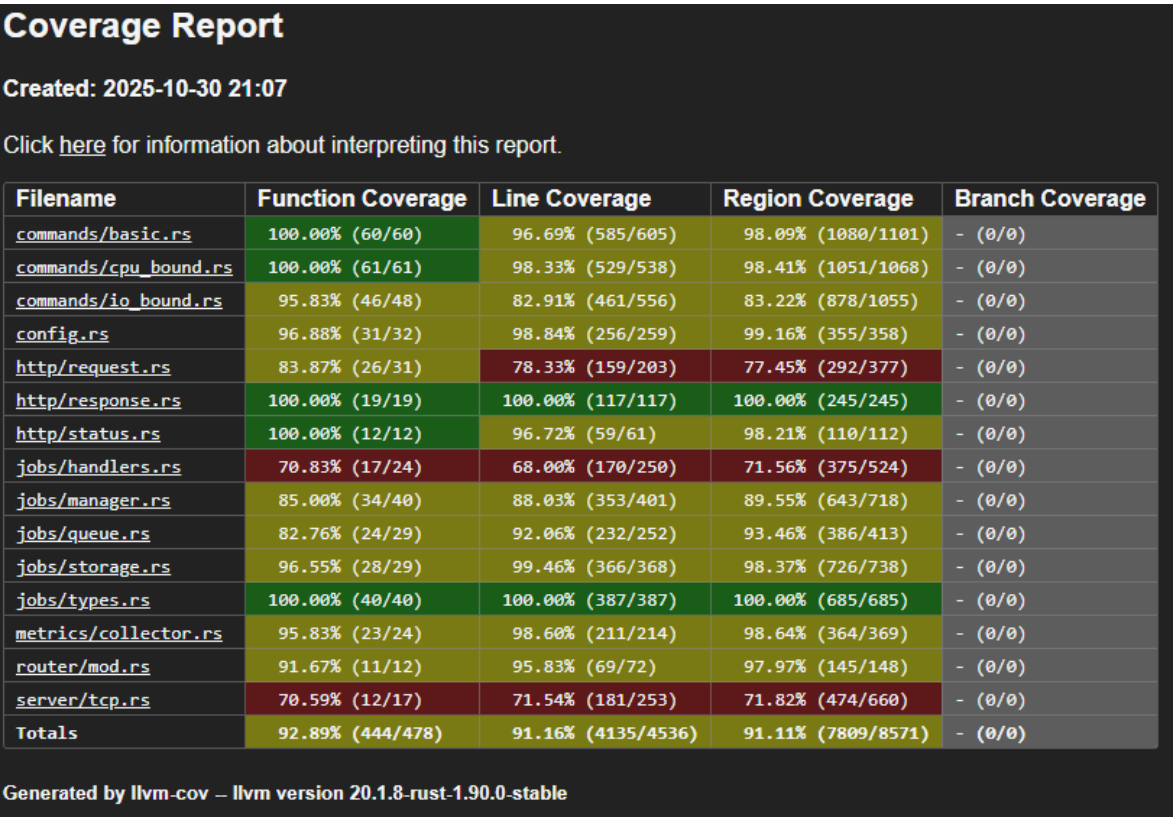 Coverage Report
Created: 2025-10-30 21:07
Click here for information about interpreting this report.
Filename Function Coverage Line Coverage Region Coverage Branch Coverage
commands/basic.rs 100.00% (60/60) 96.69% (585/605) 98.09% (1080/1101) - (0/0)
commands/cpu_bound.rs 100.00% (61/61) 98.33% (529/538) 98.41% (1051/1068) - (0/0)
commands/io_bound.rs 95.83% (46/48) 82.91% (461/556) 83.22% (878/1055) - (0/0)
config.rs 96.88% (31/32) 98.84% (256/259) 99.16% (355/358) - (0/0)
http/request.rs 83.87% (26/31) 78.33% (159/203) 77.45% (292/377) - (0/0)
http/response.rs 100.00% (19/19) 100.00% (117/117) 100.00% (245/245) - (0/0)
http/status.rs 100.00% (12/12) 96.72% (59/61) 98.21% (110/112) - (0/0)
jobs/handlers.rs 70.83% (17/24) 68.00% (170/250) 71.56% (375/524) - (0/0)
jobs/manager.rs 85.00% (34/40) 88.03% (353/401) 89.55% (643/718) - (0/0)
jobs/queue.rs 82.76% (24/29) 92.06% (232/252) 93.46% (386/413) - (0/0)
jobs/storage.rs 96.55% (28/29) 99.46% (366/368) 98.37% (726/738) - (0/0)
jobs/types.rs 100.00% (40/40) 100.00% (387/387) 100.00% (685/685) - (0/0)
metrics/collector.rs 95.83% (23/24) 98.60% (211/214) 98.64% (364/369) - (0/0)
router/mod.rs 91.67% (11/12) 95.83% (69/72) 97.97% (145/148) - (0/0)
server/tcp.rs 70.59% (12/17) 71.54% (181/253) 71.82% (474/660) - (0/0)
Totals 92.89% (444/478) 91.16% (4135/4536) 91.11% (7809/8571) - (0/0)
Generated by llvm-cov -- llvm version 20.1.8-rust-1.90.0-stable